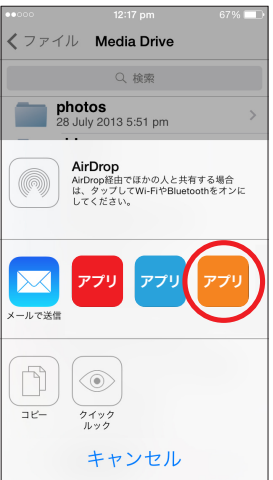 12:17 pm
67%
ファイル Media Drive
検索
photos
28 July 2013 5:51 pm
AirDrop
AirDrop経由でほかの人と共有する場合
は、タップしてWi-FiやBluetoothをオンに
してください。
アプリ アプリ アプリ
メールで送信
コピー クイック
ルック
キャンセル